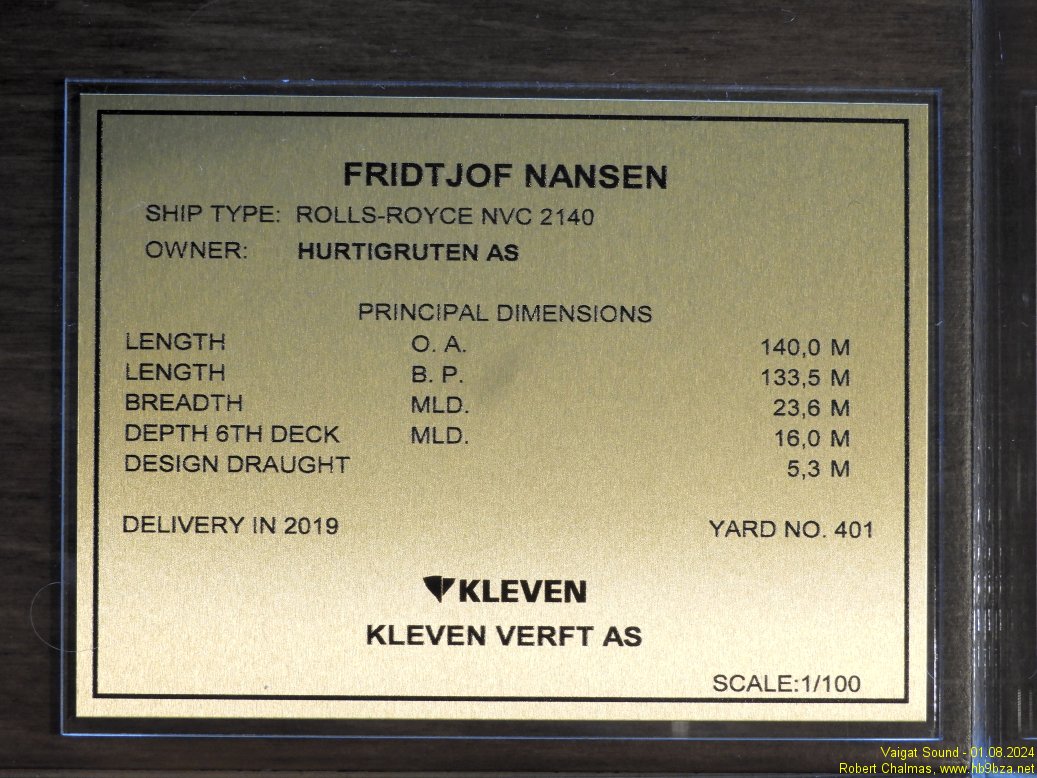 FRIDTJOF NANSEN
SHIP TYPE: ROLLS-ROYCE NVC 2140
OWNER: HURTIGRUTEN AS
PRINCIPAL DIMENSIONS
LENGTH O. A. 140,0 M
LENGTH B. P. 133,5 M
BREADTH MLD. 23,6 M
DEPTH 6TH DECK MLD. 16,0 M
DESIGN DRAUGHT 5,3 M
DELIVERY IN 2019 YARD NO. 401
KLEVEN
KLEVEN VERFT AS
SCALE:1/100
Vaigat Sound - 01.08.2024
Robert Chalmas, www.hb9bza.net